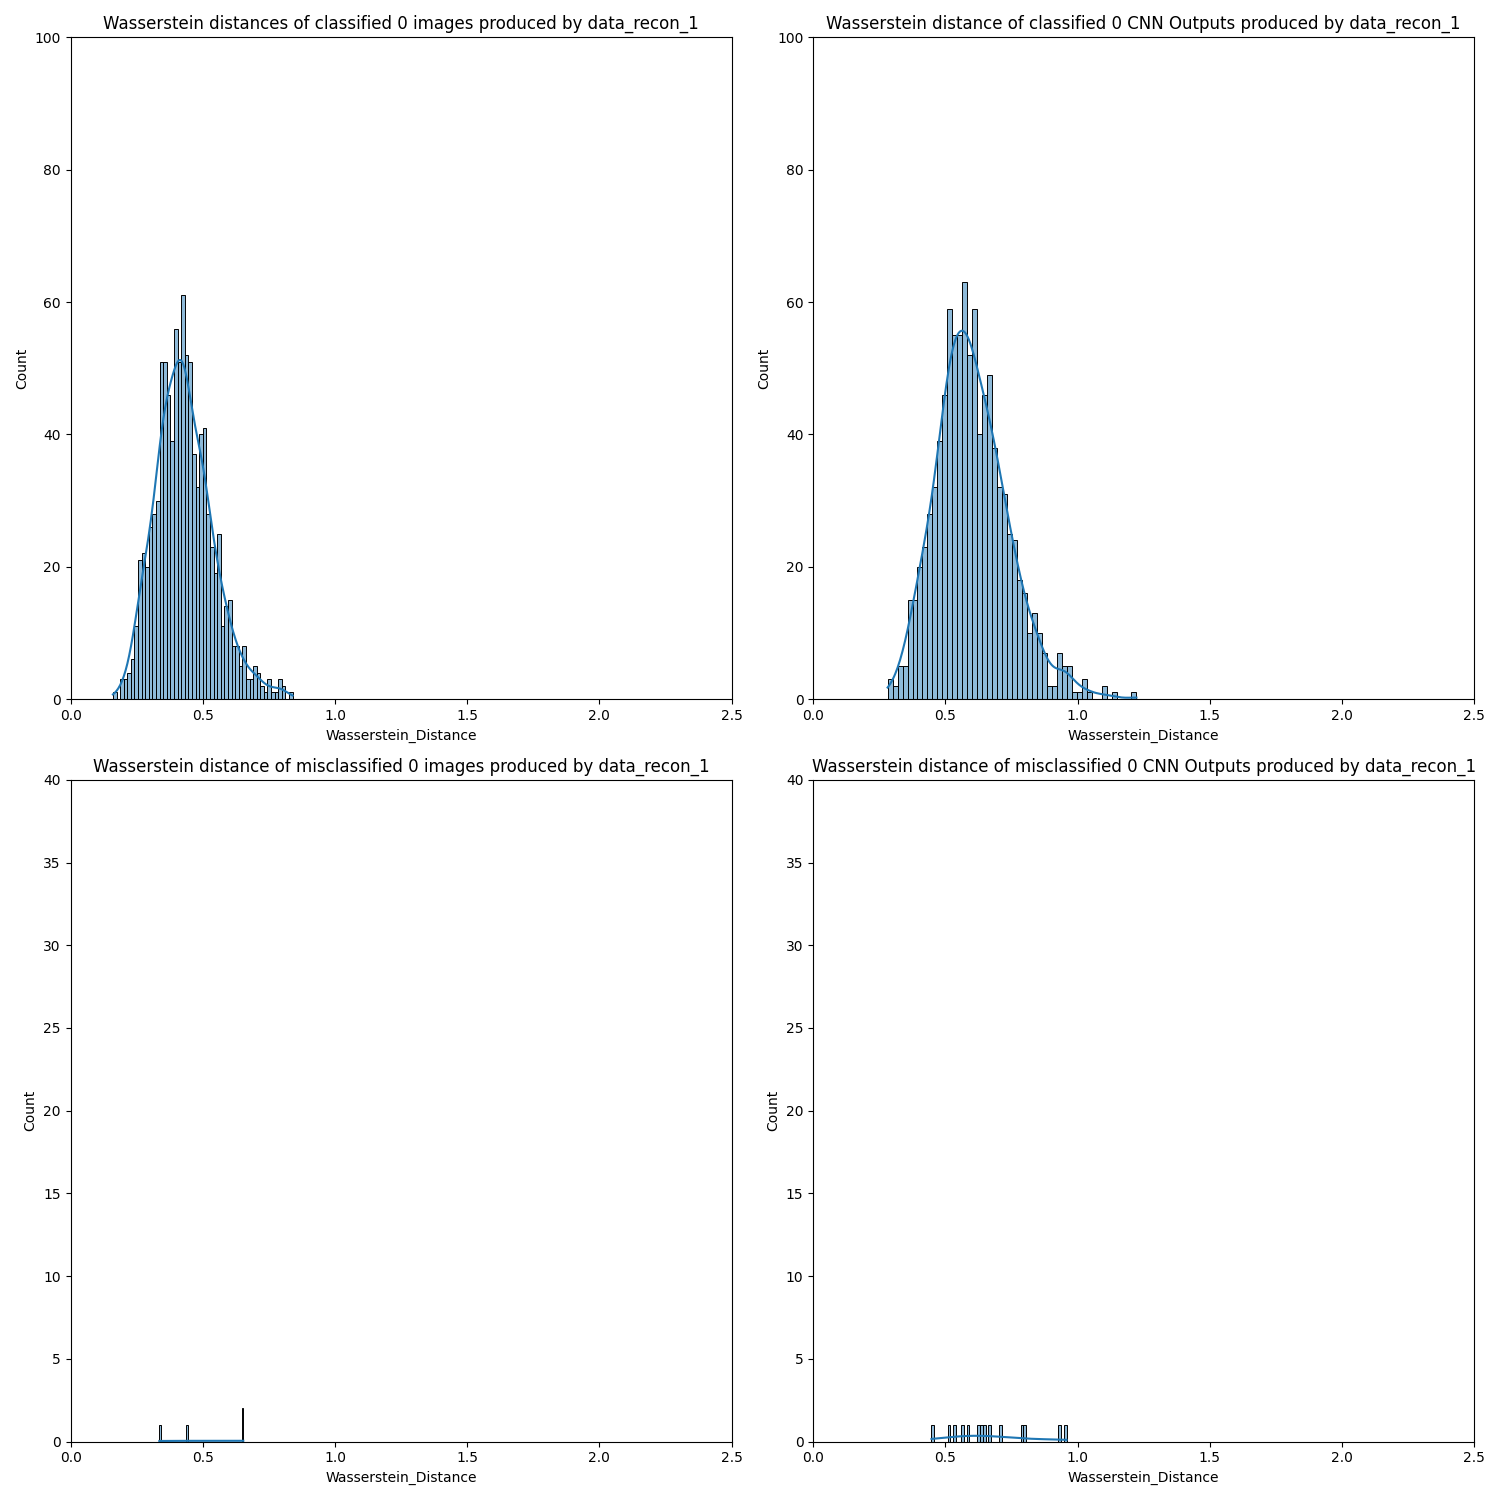 Wasserstein distances of classified 0 images produced by data_recon_1
100
80
60
40
20
0
Count
0.0 0.5 1.0 1.5 2.0 2.5
Wasserstein_Distance
Wasserstein distance of classified 0 CNN Outputs produced by data_recon_1
100
80
60
40
20
0
Count
0.0 0.5 1.0 1.5 2.0 2.5
Wasserstein_Distance
Wasserstein distance of misclassified 0 images produced by data_recon_1
40
35
30
25
20
15
10
5
0
Count
0.0 0.5 1.0 1.5 2.0 2.5
Wasserstein_Distance
Wasserstein distance of misclassified 0 CNN Outputs produced by data_recon_1
40
35
30
25
20
15
10
5
0
Count
0.0 0.5 1.0 1.5 2.0 2.5
Wasserstein_Distance